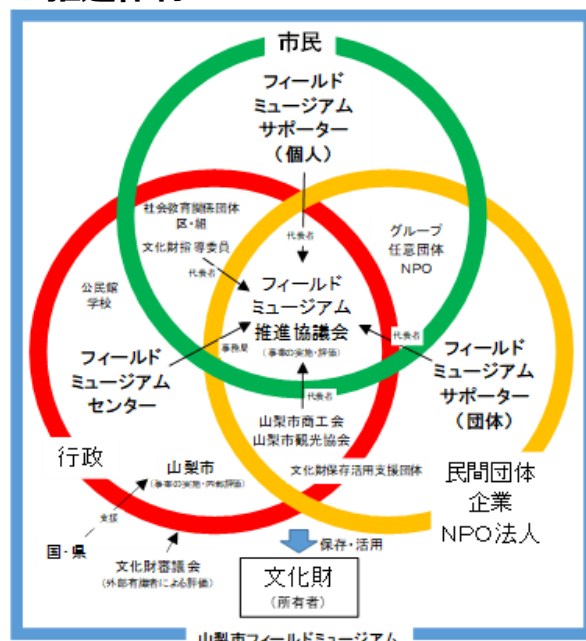 市民
フィールド
ミュージアム
サポーター
（個人）
社会教育関係団体
区・組
文化財指導委員
代表者
代表者
グループ
任意団体
NPO
公民館
学校
フィールド
ミュージアム
推進協議会
（事業の実施・評価）
事務局
代表者
フィールド
ミュージアム
センター
フィールド
ミュージアム
サポーター
（団体）
代表者
山梨市商工会
山梨市観光協会
行政
山梨市
（事業の実施・内部評価）
文化財保存活用支援団体
民間団体
企業
NPO法人
支援
国・県
文化財審議会
（外部有識者による評価）
保存・活用
文化財
（所有者）
山梨市フィールドミュージアム